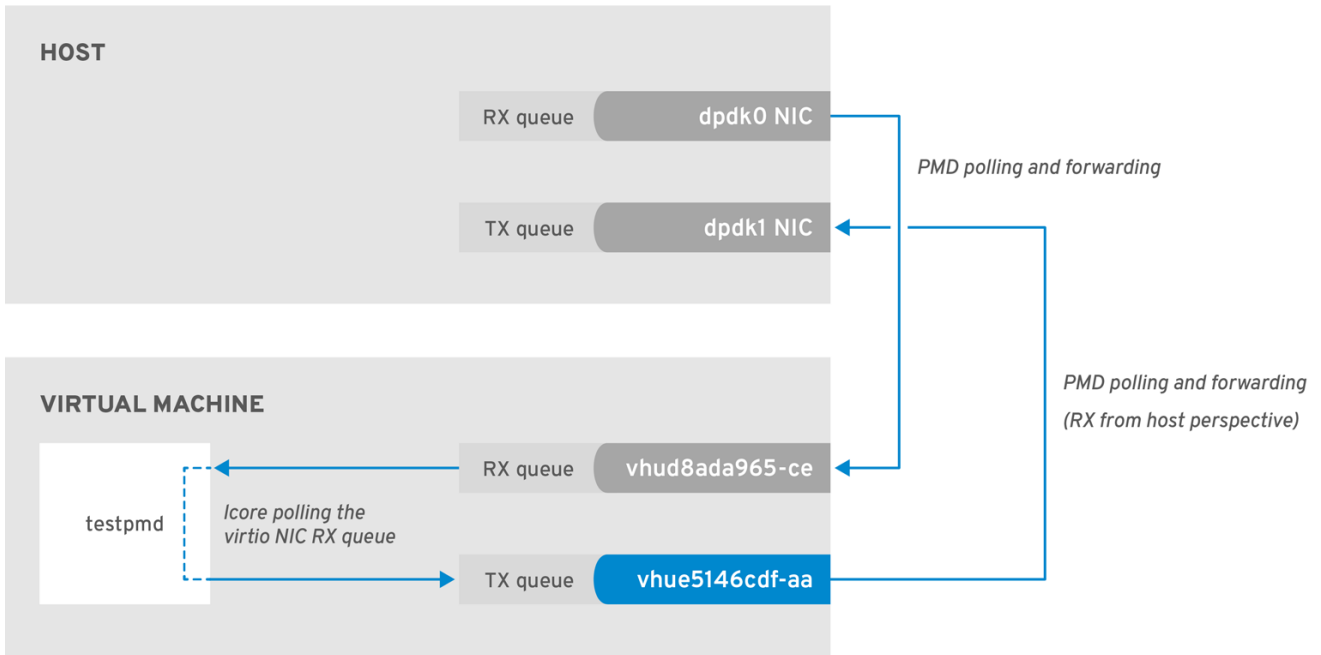 HOST
RX queue
dpdk0 NIC
PMD polling and forwarding
TX queue
dpdk1 NIC
PMD polling and forwarding
(RX from host perspective)
VIRTUAL MACHINE
RX queue
vhud8ada965-ce
testpmd
lcore polling the
virtio NIC RX queue
TX queue
vhue5146cdf-aa